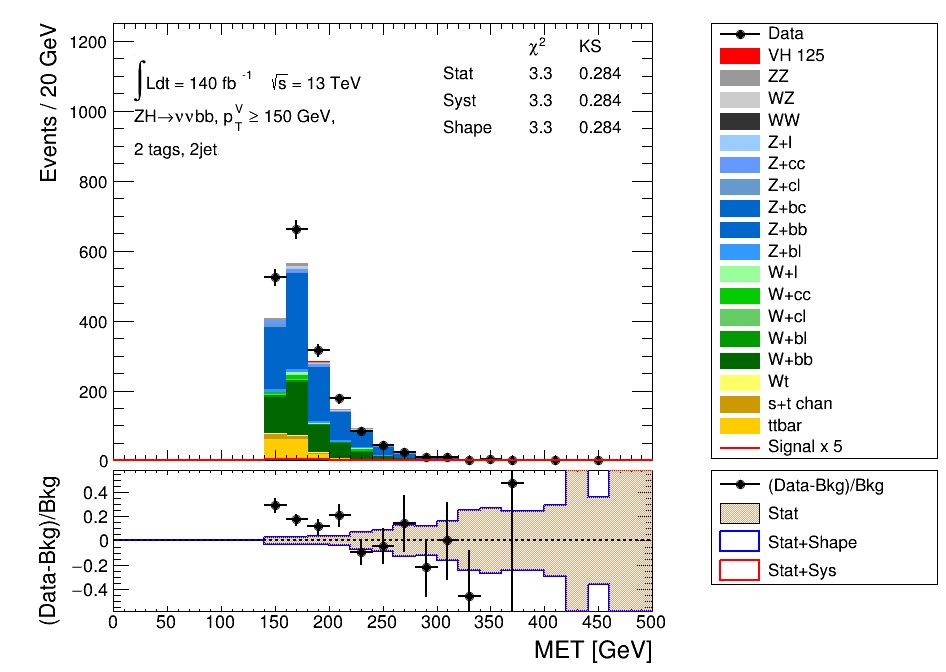 Events / 20 GeV
1200
1000
800
600
400
200
0
∫Ldt = 140 fb⁻¹ √s = 13 TeV
ZH→ννbb, p_T^V ≥ 150 GeV,
2 tags, 2jet
χ² KS
Stat 3.3 0.284
Syst 3.3 0.284
Shape 3.3 0.284
Data
VH 125
ZZ
WZ
WW
Z+l
Z+cc
Z+cl
Z+bc
Z+bb
Z+bl
W+l
W+cc
W+cl
W+bl
W+bb
Wt
s+t chan
ttbar
Signal x 5
(Data-Bkg)/Bkg
0.4
0.2
0
−0.2
−0.4
0 50 100 150 200 250 300 350 400 450 500
MET [GeV]
(Data-Bkg)/Bkg
Stat
Stat+Shape
Stat+Sys